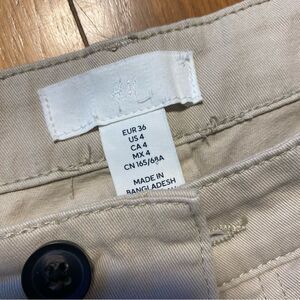 H&M
EUR 36
US 4
CA 4
MX 4
CN 165/68A
MADE IN
BANGLADESH